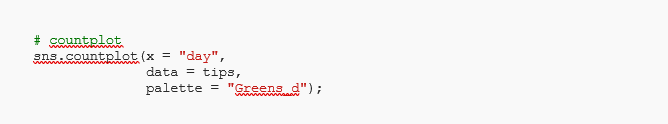 # countplot
sns.countplot(x = "day",
              data = tips,
              palette = "Greens_d");